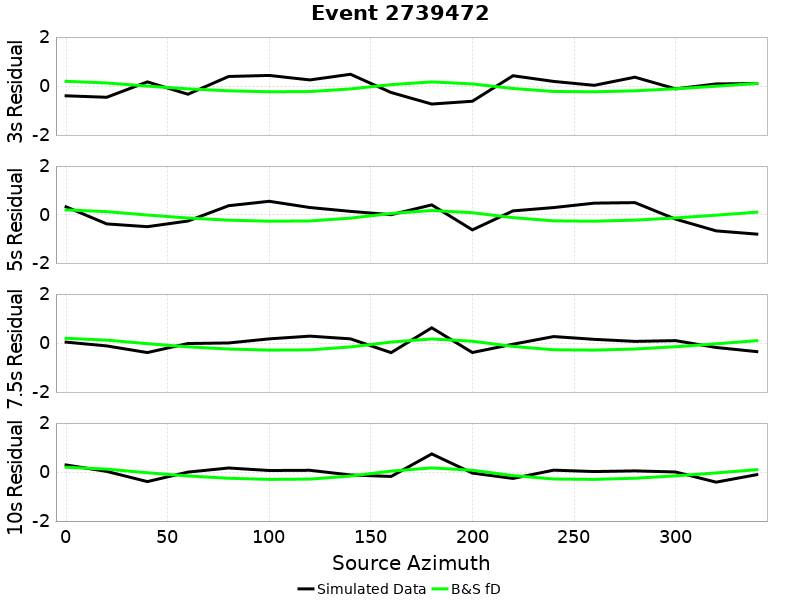 Event 2739472
3s Residual
2
0
-2
5s Residual
2
0
-2
7.5s Residual
2
0
-2
10s Residual
2
0
-2
0 50 100 150 200 250 300
Source Azimuth
Simulated Data B&S fD